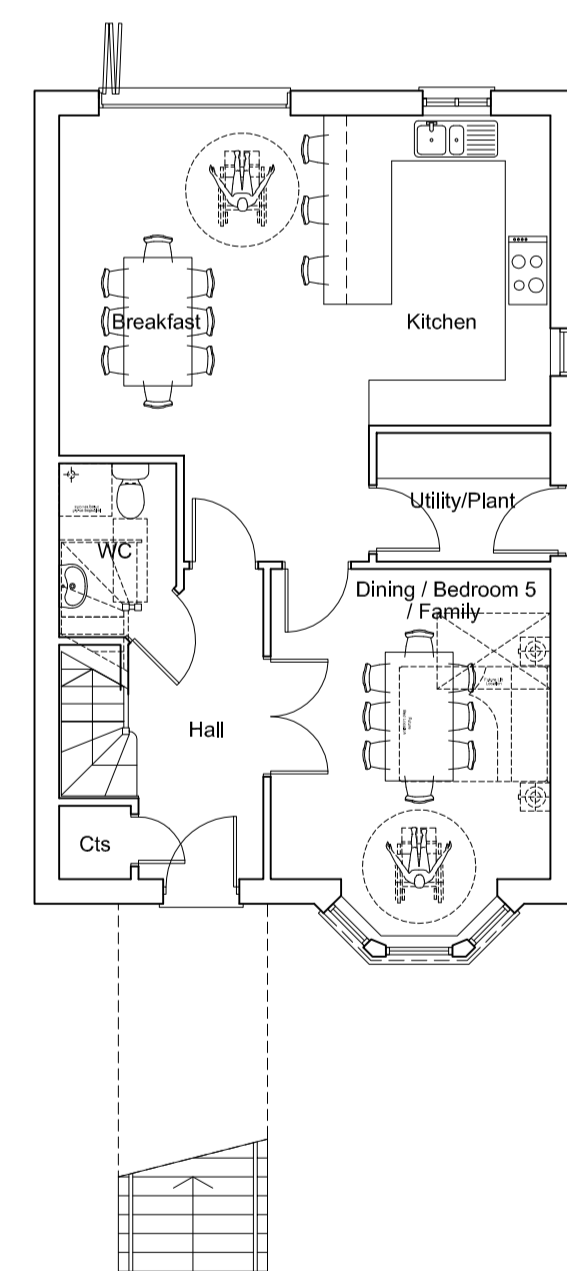 Breakfast
Kitchen
Utility/Plant
WC
Dining / Bedroom 5
/ Family
Hall
Cts